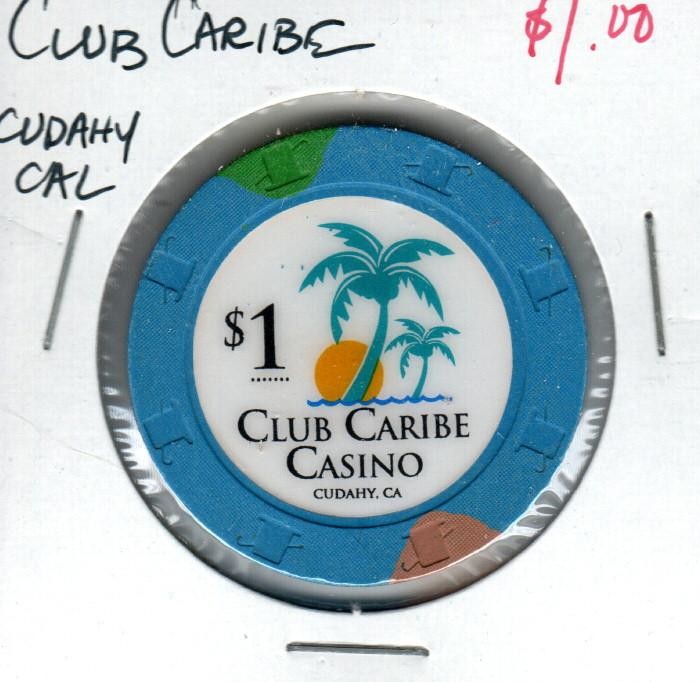 CLUB CARIBE $1.00
CUDAHY
CAL
$1
CLUB CARIBE
CASINO
CUDAHY, CA